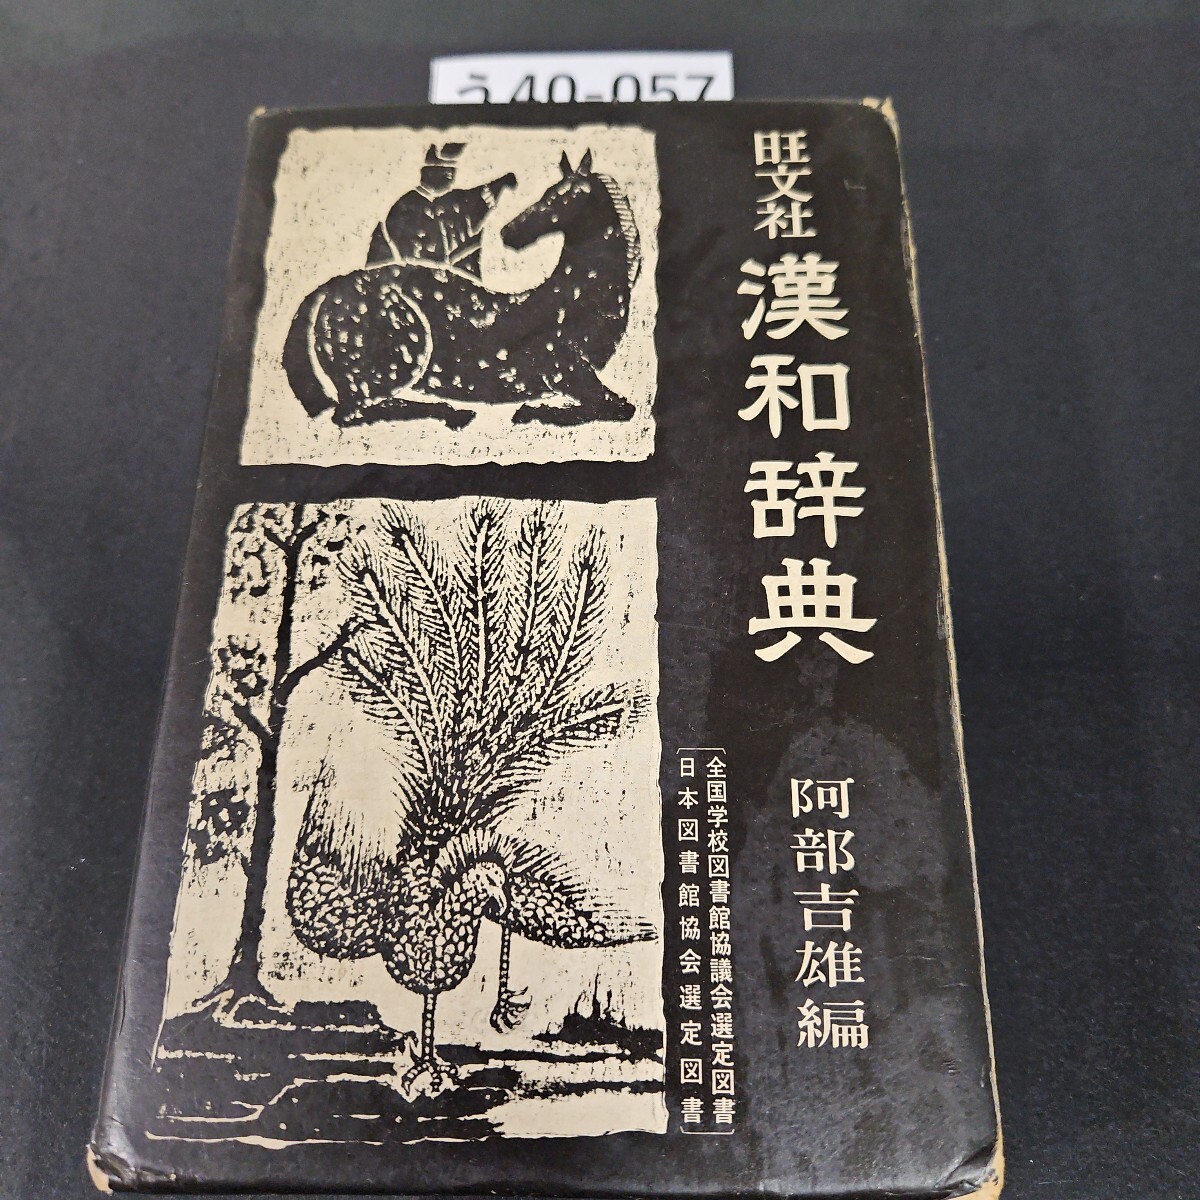 う40-057
旺文社
漢和辞典
阿部吉雄編
全国学校図書館協議会選定図書
日本図書館協会選定図書